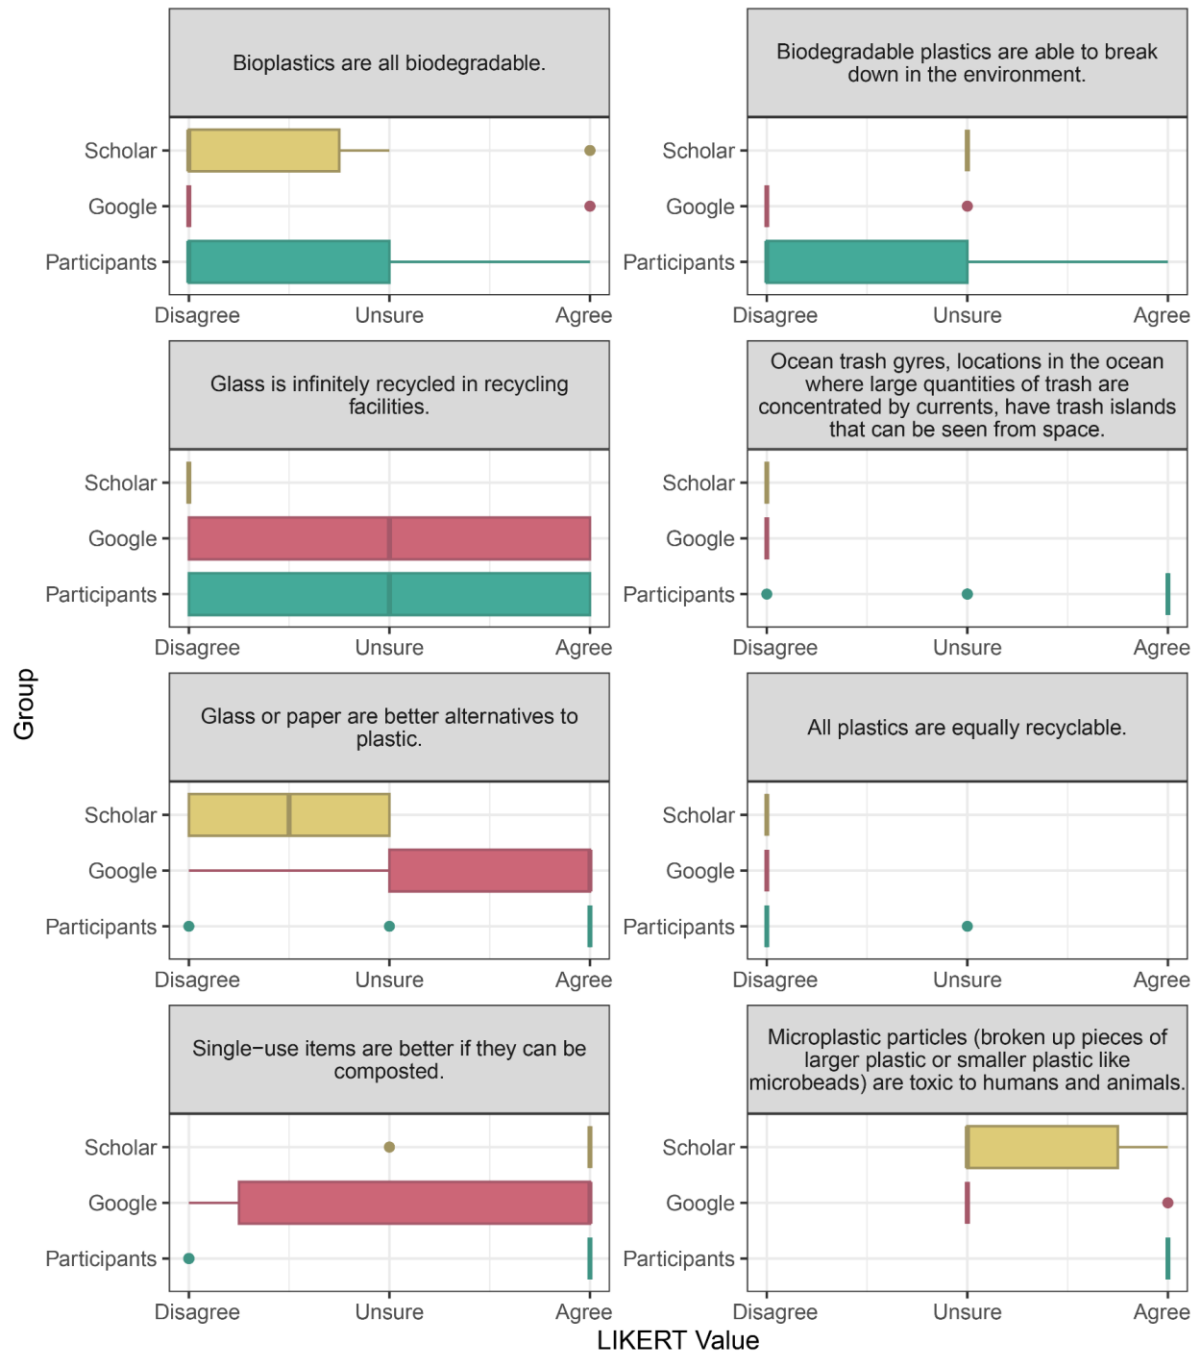 Bioplastics are all biodegradable.
Scholar
Google
Participants
Disagree Unsure Agree
Biodegradable plastics are able to break
down in the environment.
Scholar
Google
Participants
Disagree Unsure Agree
Glass is infinitely recycled in recycling
facilities.
Scholar
Google
Participants
Disagree Unsure Agree
Ocean trash gyres, locations in the ocean
where large quantities of trash are
concentrated by currents, have trash islands
that can be seen from space.
Scholar
Google
Participants
Disagree Unsure Agree
Group
Glass or paper are better alternatives to
plastic.
Scholar
Google
Participants
Disagree Unsure Agree
All plastics are equally recyclable.
Scholar
Google
Participants
Disagree Unsure Agree
Single−use items are better if they can be
composted.
Scholar
Google
Participants
Disagree Unsure Agree
Microplastic particles (broken up pieces of
larger plastic or smaller plastic like
microbeads) are toxic to humans and animals.
Scholar
Google
Participants
Disagree Unsure Agree
LIKERT Value